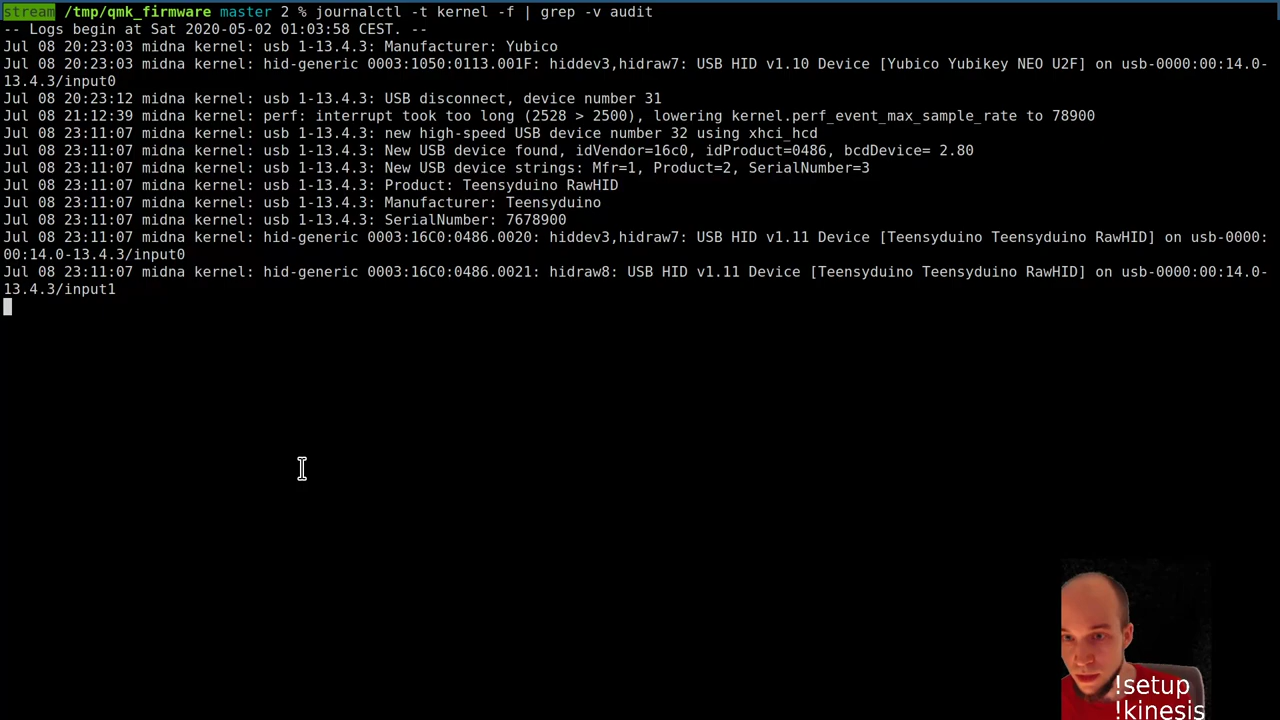 stream /tmp/qmk_firmware master 2 % journalctl -t kernel -f | grep -v audit
-- Logs begin at Sat 2020-05-02 01:03:58 CEST. --
Jul 08 20:23:03 midna kernel: usb 1-13.4.3: Manufacturer: Yubico
Jul 08 20:23:03 midna kernel: hid-generic 0003:1050:0113.001F: hiddev3,hidraw7: USB HID v1.10 Device [Yubico Yubikey NEO U2F] on usb-0000:00:14.0-
13.4.3/input0
Jul 08 20:23:12 midna kernel: usb 1-13.4.3: USB disconnect, device number 31
Jul 08 21:12:39 midna kernel: perf: interrupt took too long (2528 > 2500), lowering kernel.perf_event_max_sample_rate to 78900
Jul 08 23:11:07 midna kernel: usb 1-13.4.3: new high-speed USB device number 32 using xhci_hcd
Jul 08 23:11:07 midna kernel: usb 1-13.4.3: New USB device found, idVendor=16c0, idProduct=0486, bcdDevice= 2.80
Jul 08 23:11:07 midna kernel: usb 1-13.4.3: New USB device strings: Mfr=1, Product=2, SerialNumber=3
Jul 08 23:11:07 midna kernel: usb 1-13.4.3: Product: Teensyduino RawHID
Jul 08 23:11:07 midna kernel: usb 1-13.4.3: Manufacturer: Teensyduino
Jul 08 23:11:07 midna kernel: usb 1-13.4.3: SerialNumber: 7678900
Jul 08 23:11:07 midna kernel: hid-generic 0003:16C0:0486.0020: hiddev3,hidraw7: USB HID v1.11 Device [Teensyduino Teensyduino RawHID] on usb-0000:
00:14.0-13.4.3/input0
Jul 08 23:11:07 midna kernel: hid-generic 0003:16C0:0486.0021: hidraw8: USB HID v1.11 Device [Teensyduino Teensyduino RawHID] on usb-0000:00:14.0-
13.4.3/input1
!setup
!kinesis